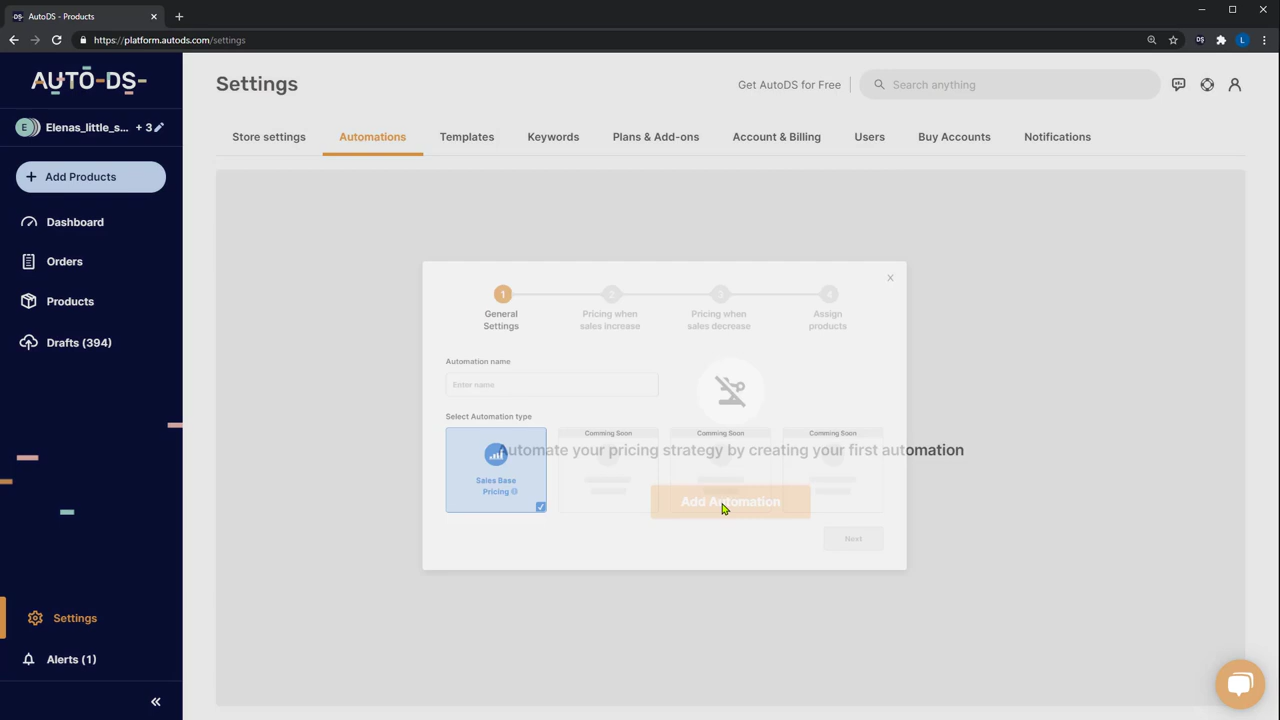 AutoDS - Products
https://platform.autods.com/settings
AUTO-DS-
E
Elenas_little_s... + 3
Add Products
Dashboard
Orders
Products
Drafts (394)
Settings
Alerts (1)
Settings
Get AutoDS for Free
Search anything
DS
L
Store settings
Automations
Templates
Keywords
Plans & Add-ons
Account & Billing
Users
Buy Accounts
Notifications
1
2
3
4
General
Settings
Pricing when
sales increase
Pricing when
sales decrease
Assign
products
Automation name
Enter name
Select Automation type
Sales Base
Pricing
Comming Soon
Comming Soon
Comming Soon
Automate your pricing strategy by creating your first automation
Add Automation
Next